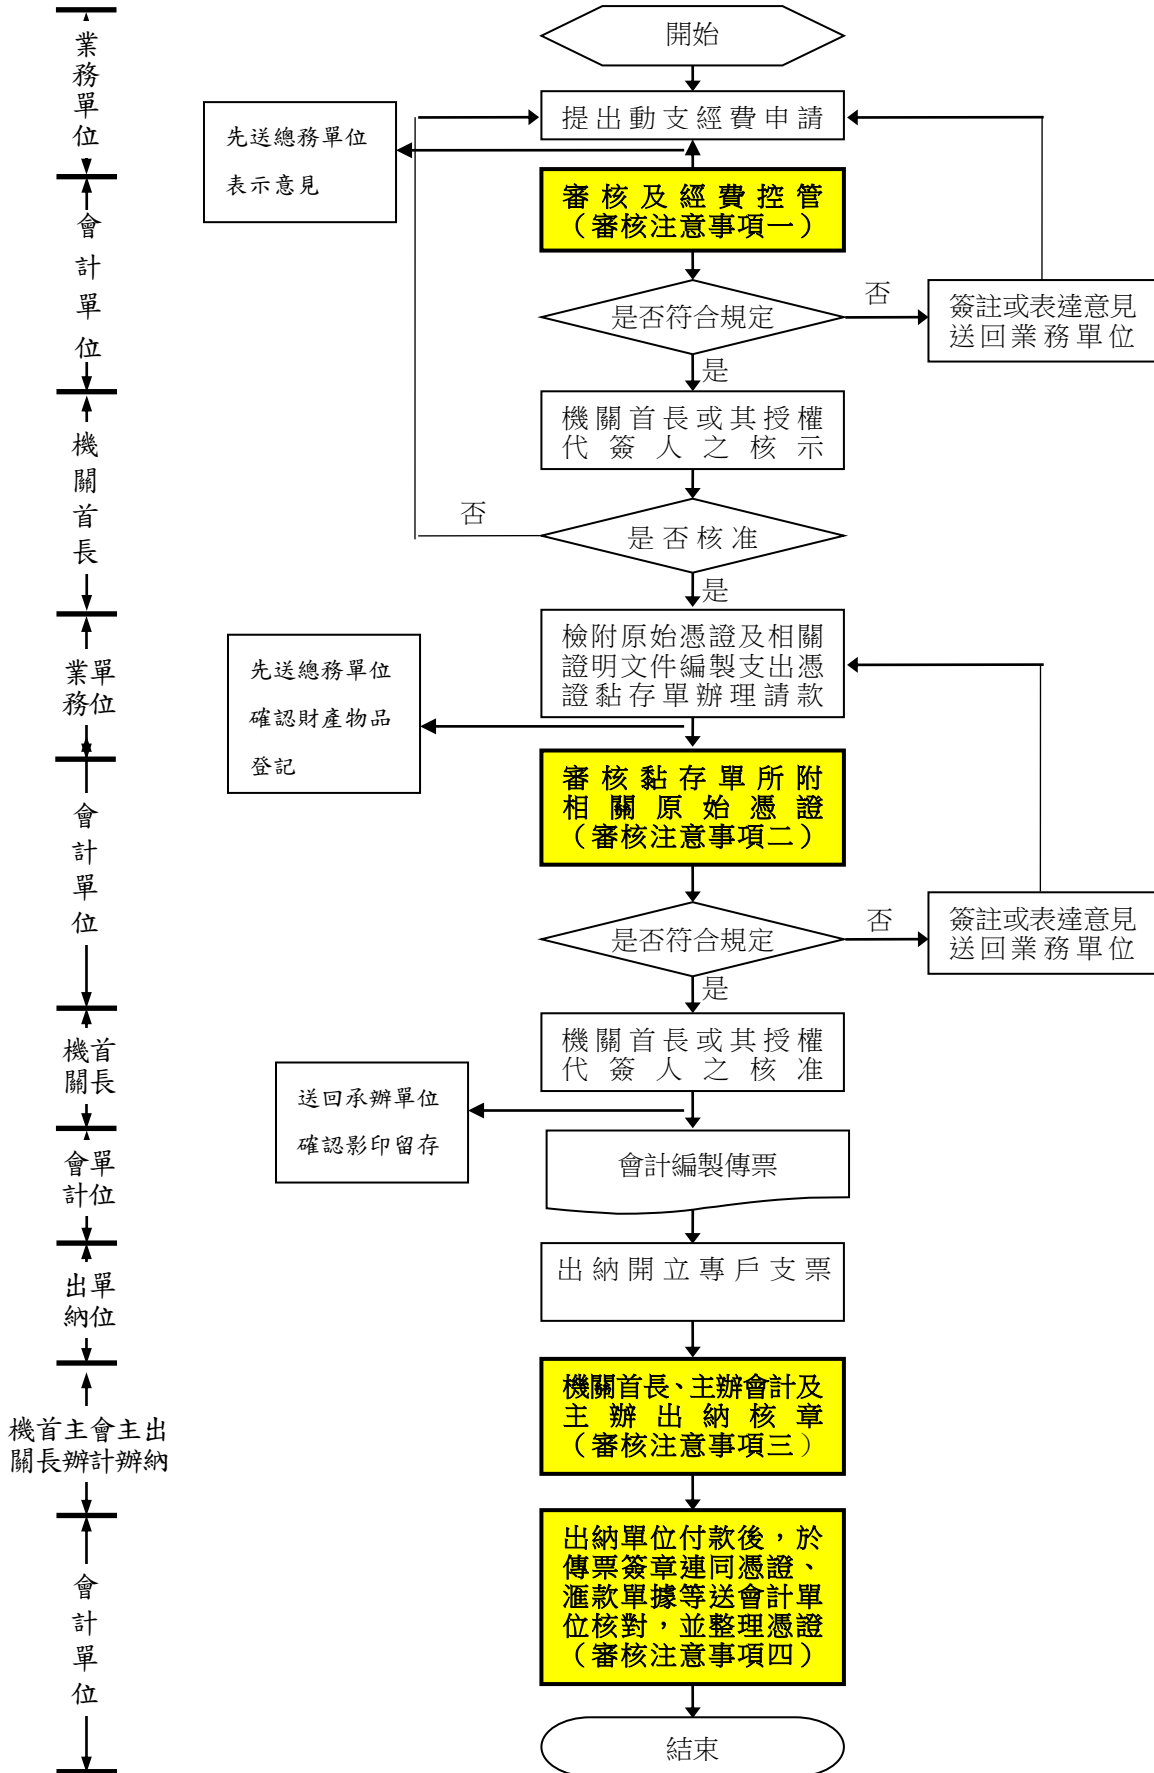 開始
提出動支經費申請
先送總務單位
表示意見
審核及經費控管
（審核注意事項一）
是否符合規定
否
簽註或表達意見
送回業務單位
是
機關首長或其授權
代簽人之核示
否
是否核准
是
檢附原始憑證及相關
證明文件編製支出憑
證黏存單辦理請款
先送總務單位
確認財產物品
登記
審核黏存單所附
相關原始憑證
（審核注意事項二）
是否符合規定
否
簽註或表達意見
送回業務單位
是
機關首長或其授權
代簽人之核准
送回承辦單位
確認影印留存
會計編製傳票
出納開立專戶支票
機關首長、主辦會計及
主辦出納核章
（審核注意事項三）
出納單位付款後，於
傳票簽章連同憑證、
滙款單據等送會計單
位核對，並整理憑證
（審核注意事項四）
結束
業務單位
會計單位
機關首長
業單
務位
會計單位
機首
關長
會單
計位
出單
納位
機首主會主出
關長辦計辦納
會計單位